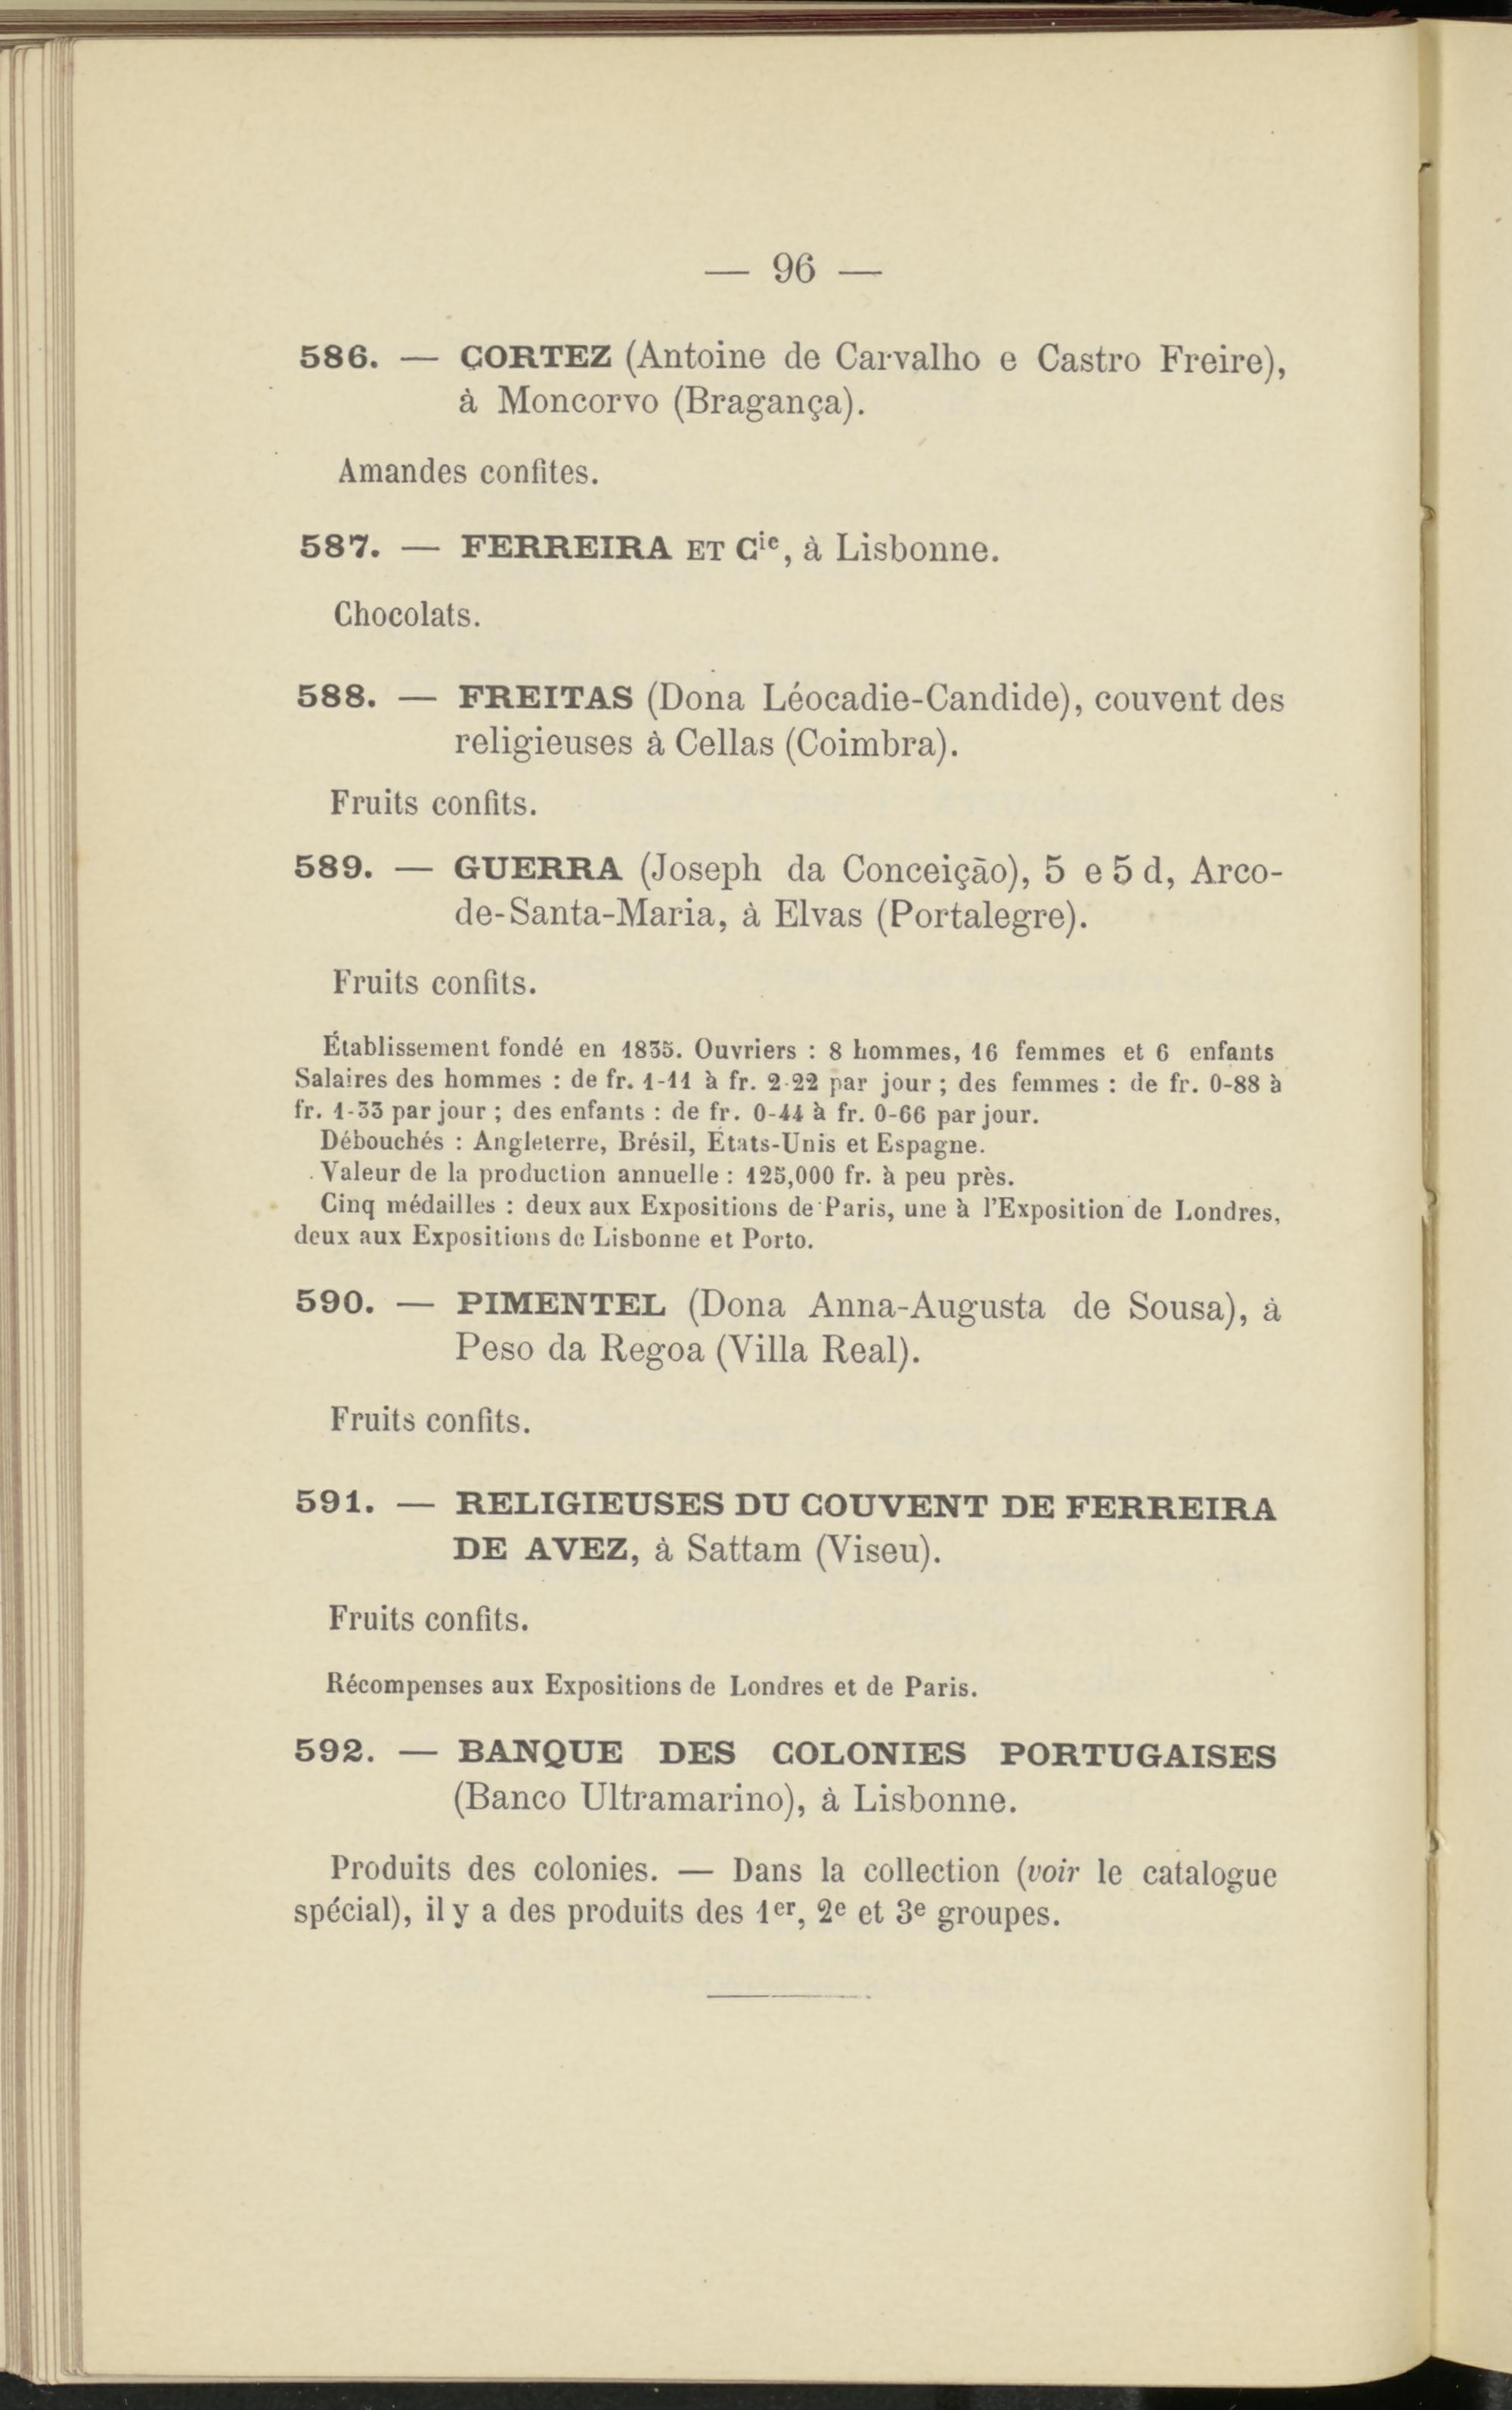 — 96 —
586. — CORTEZ (Antoine de Carvalho e Castro Freire),
à Moncorvo (Bragança).
Amandes confites.
587. — FERREIRA ET Cie, à Lisbonne.
Chocolats.
588. — FREITAS (Dona Léocadie-Candide), couvent des
religieuses à Cellas (Coimbra).
Fruits confits.
589. — GUERRA (Joseph da Conceição), 5 e 5 d, Arco-
de-Santa-Maria, à Elvas (Portalegre).
Fruits confits.
Établissement fondé en 1835. Ouvriers : 8 hommes, 16 femmes et 6 enfants
Salaires des hommes : de fr. 1-11 à fr. 2-22 par jour ; des femmes : de fr. 0-88 à
fr. 1-33 par jour ; des enfants : de fr. 0-44 à fr. 0-66 par jour.
Débouchés : Angleterre, Brésil, États-Unis et Espagne.
Valeur de la production annuelle : 125,000 fr. à peu près.
Cinq médailles : deux aux Expositions de Paris, une à l'Exposition de Londres,
deux aux Expositions de Lisbonne et Porto.
590. — PIMENTEL (Dona Anna-Augusta de Sousa), à
Peso da Regoa (Villa Real).
Fruits confits.
591. — RELIGIEUSES DU COUVENT DE FERREIRA
DE AVEZ, à Sattam (Viseu).
Fruits confits.
Récompenses aux Expositions de Londres et de Paris.
592. — BANQUE DES COLONIES PORTUGAISES
(Banco Ultramarino), à Lisbonne.
Produits des colonies. — Dans la collection (voir le catalogue
spécial), il y a des produits des 1er, 2e et 3e groupes.